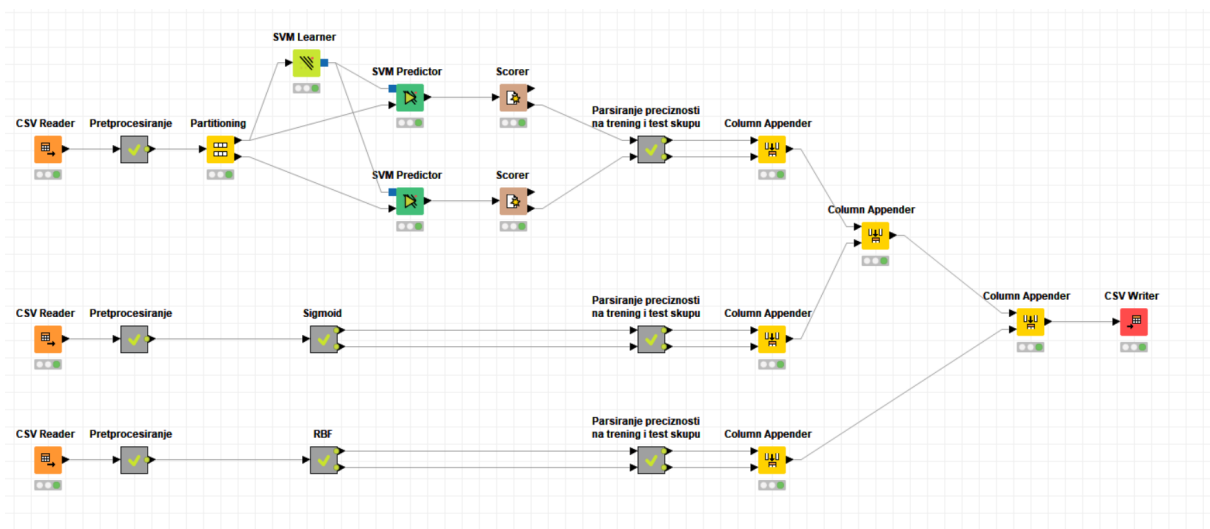 SVM Learner
SVM Predictor
Scorer
Parsiranje preciznosti
na trening i test skupu
Column Appender
CSV Reader
Pretprocesiranje
Partitioning
SVM Predictor
Scorer
Column Appender
Column Appender
CSV Writer
CSV Reader
Pretprocesiranje
Sigmoid
Parsiranje preciznosti
na trening i test skupu
Column Appender
CSV Reader
Pretprocesiranje
RBF
Parsiranje preciznosti
na trening i test skupu
Column Appender